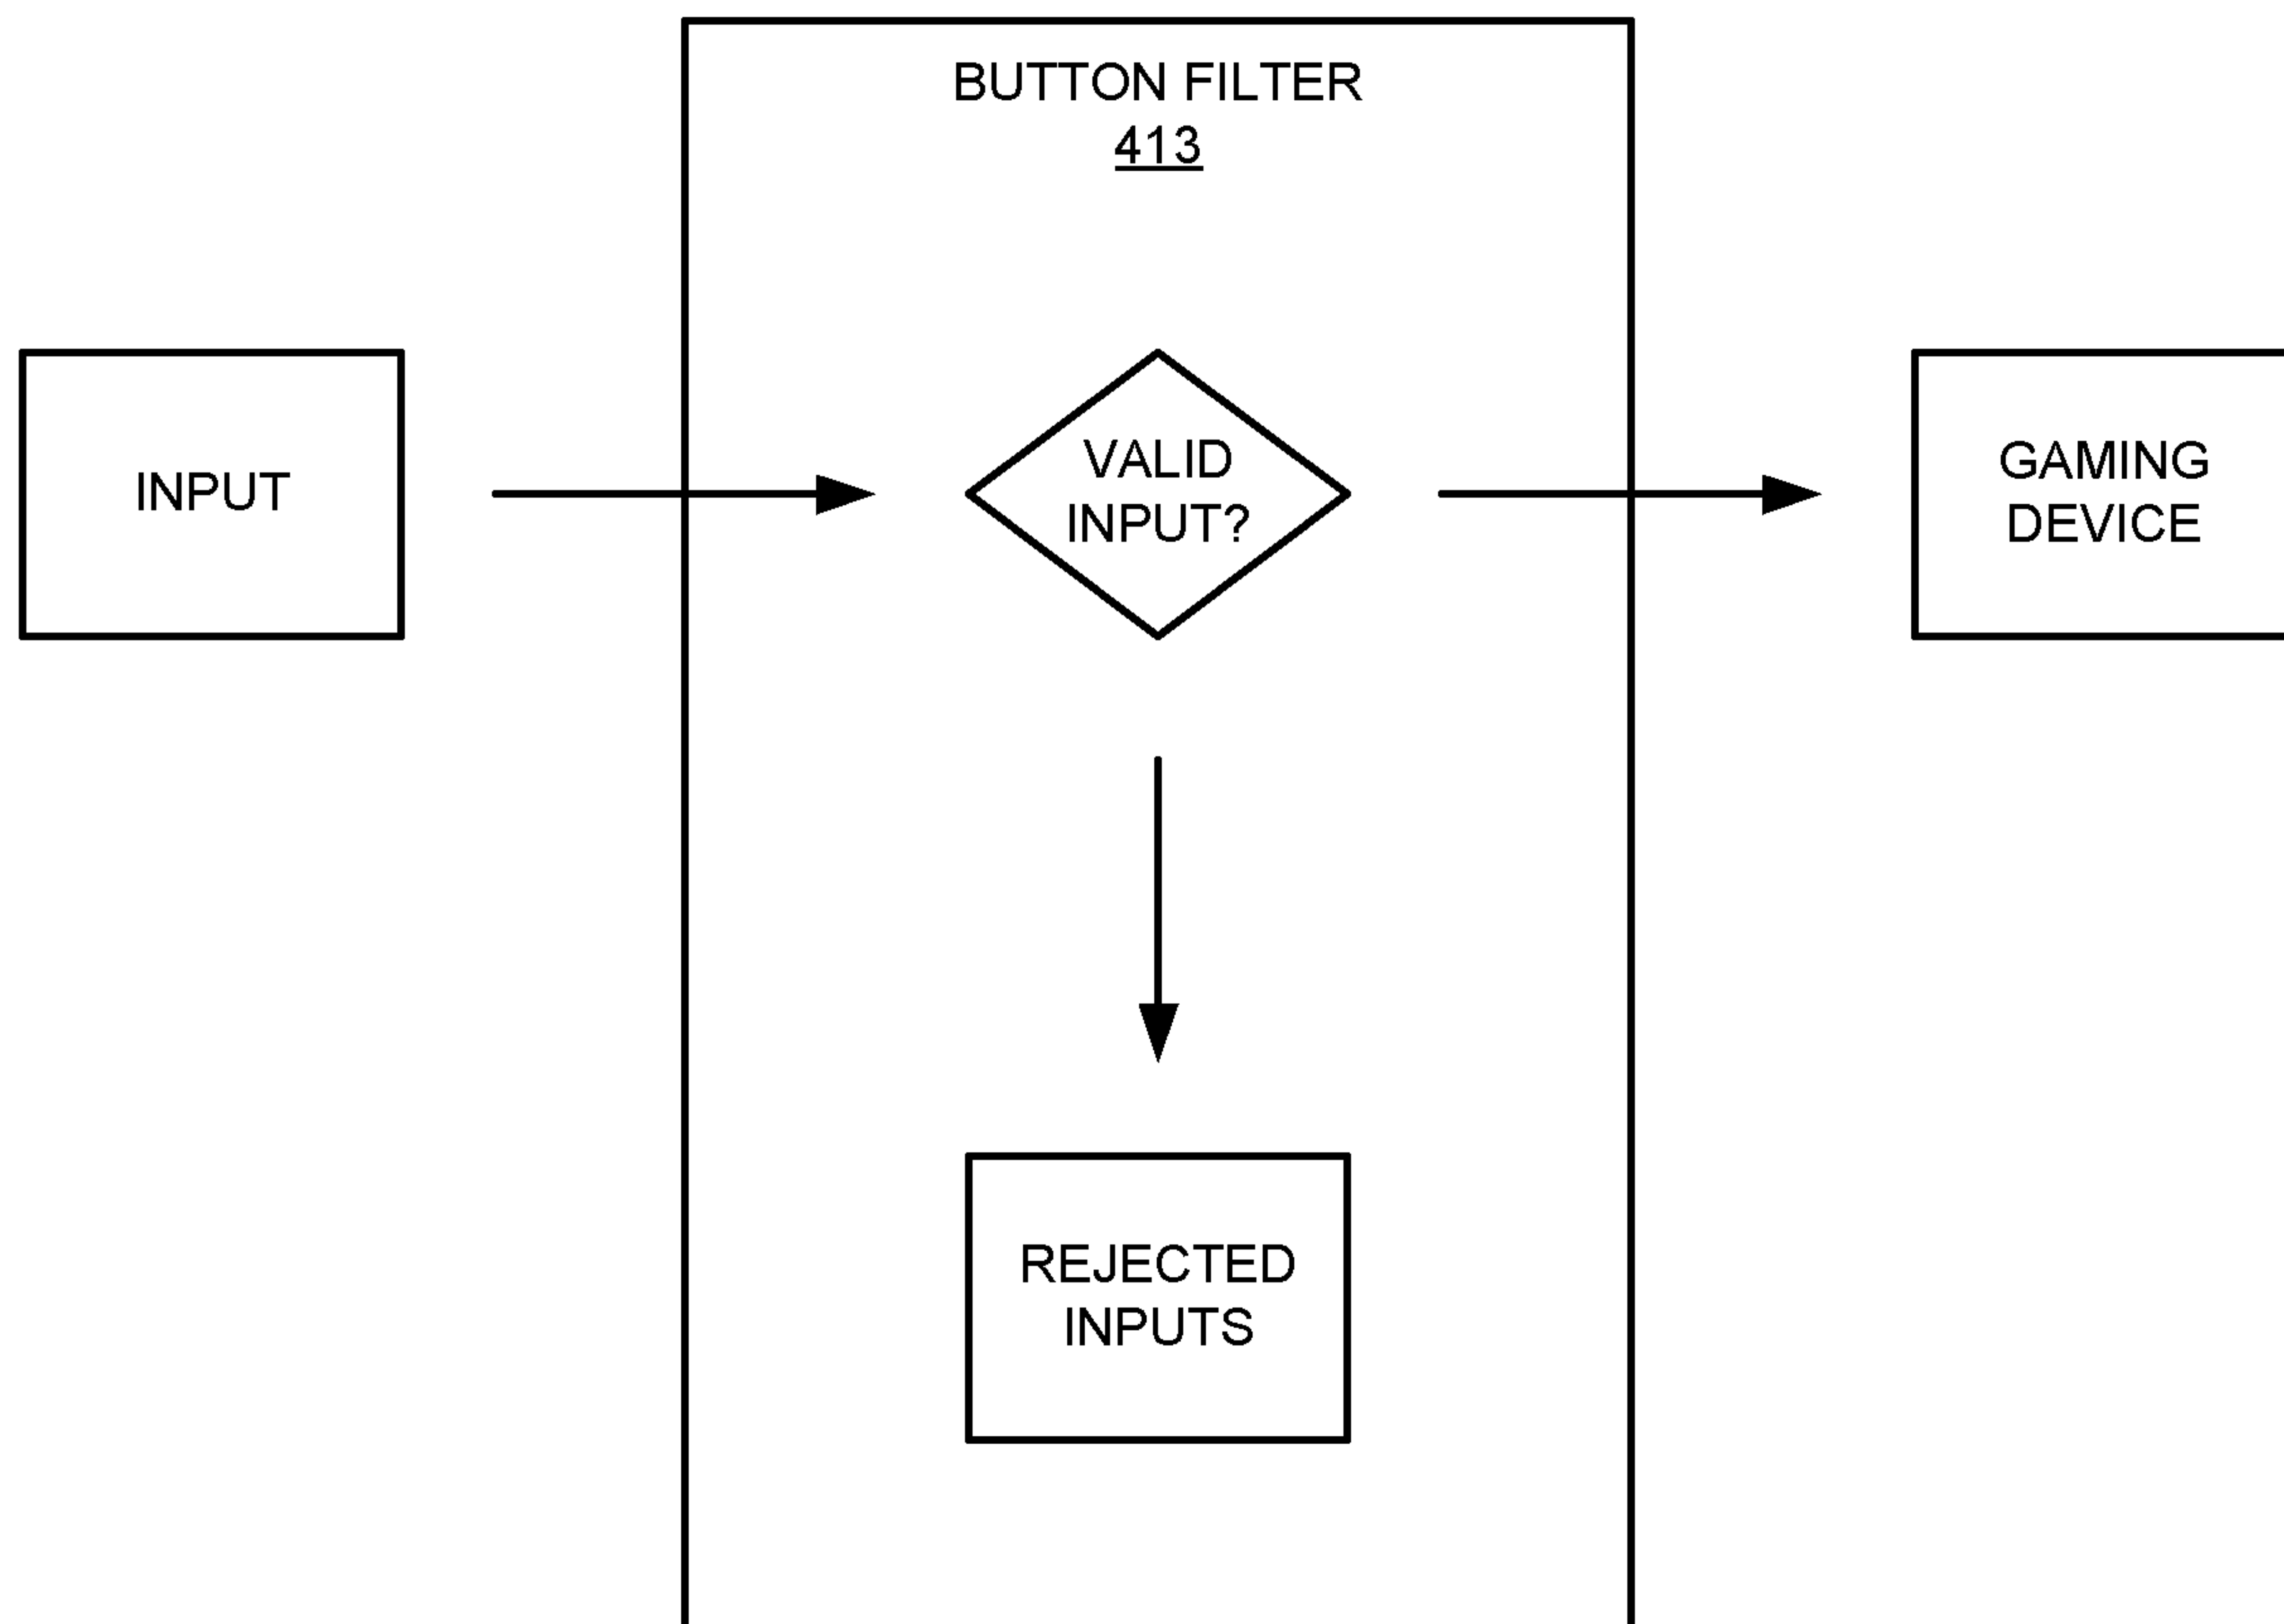 BUTTON FILTER
413
INPUT
VALID
INPUT?
GAMING
DEVICE
REJECTED
INPUTS